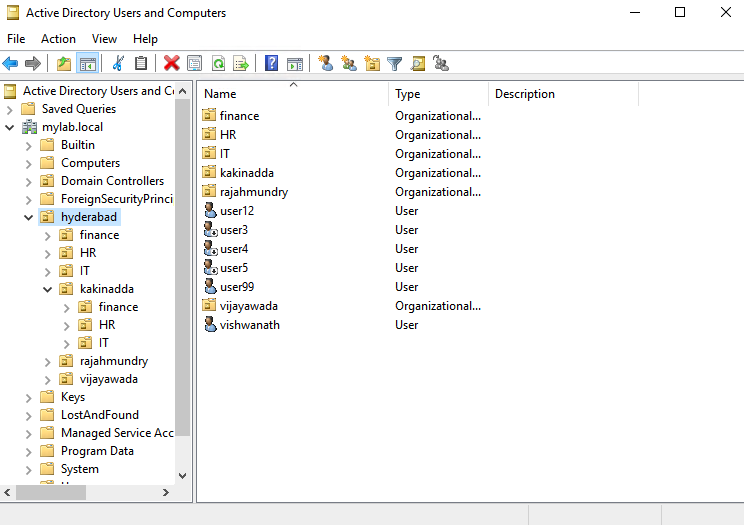 Active Directory Users and Computers
File Action View Help
Active Directory Users and Co
Saved Queries
mylab.local
Builtin
Computers
Domain Controllers
ForeignSecurityPrinci
hyderabad
finance
HR
IT
kakinadda
finance
HR
IT
rajahmundry
vijayawada
Keys
LostAndFound
Managed Service Acc
Program Data
System
Name Type Description
finance Organizational...
HR Organizational...
IT Organizational...
kakinadda Organizational...
rajahmundry Organizational...
user12 User
user3 User
user4 User
user5 User
user99 User
vijayawada Organizational...
vishwanath User